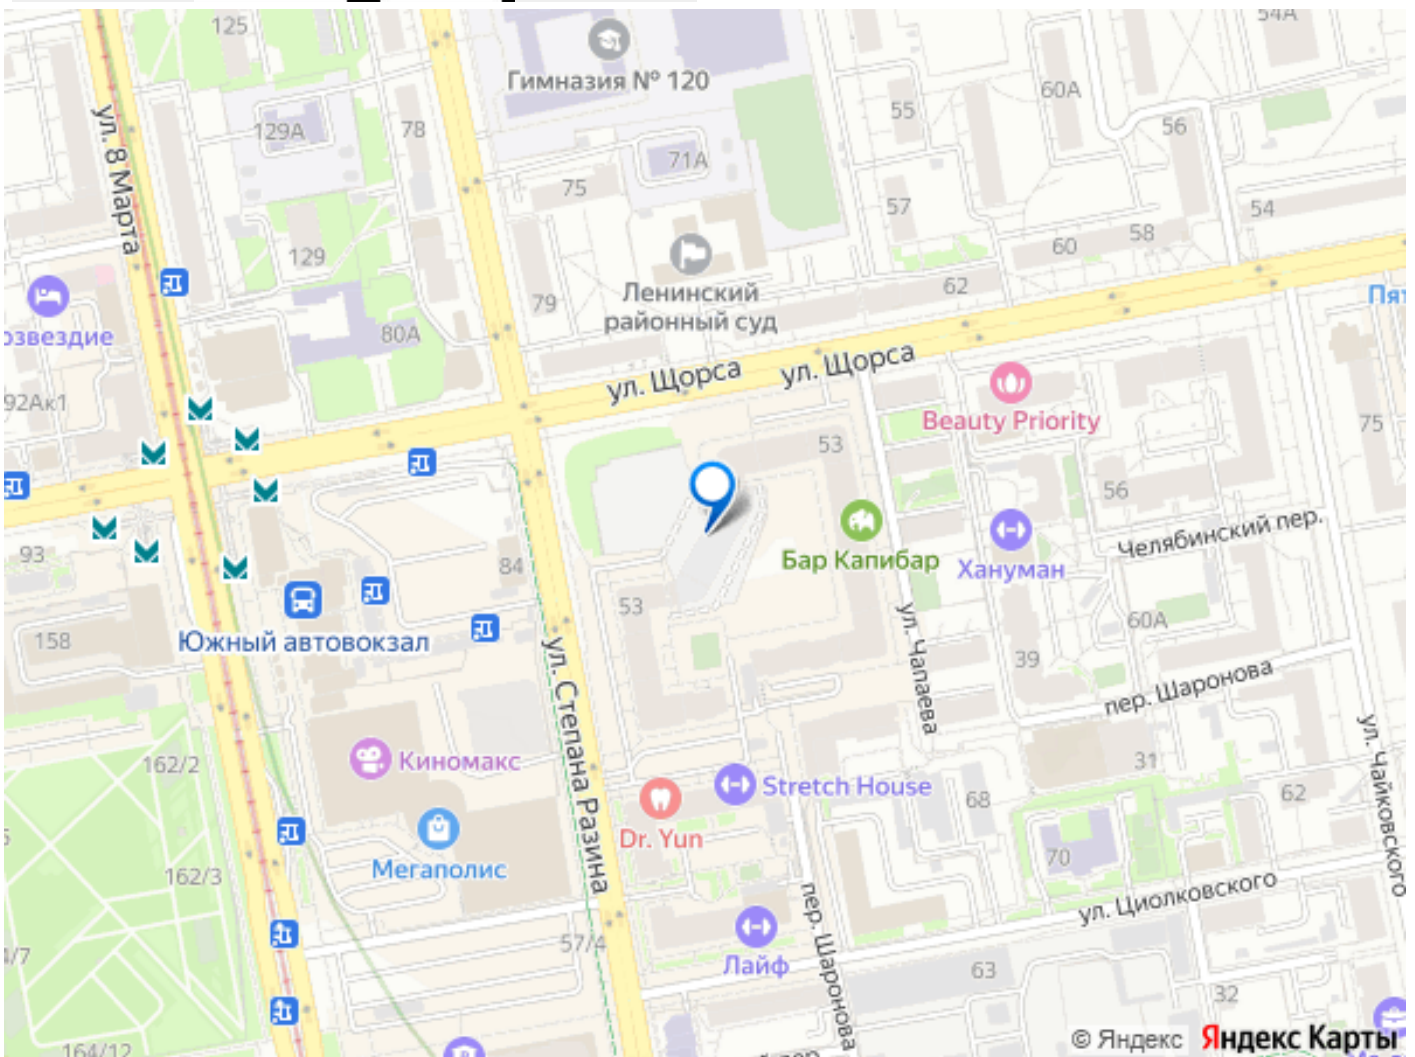 125
54А
Гимназия № 120
60А
55
56
ул. 8 Марта
129А
78
71А
75
57
54
58
60
129
Ленинский
районный суд
62
79
Пят
озвездие
80А
ул. Щорса
ул. Щорса
92Ак1
Beauty Priority
75
53
56
Челябинский пер.
93
Бар Капибар
Хануман
84
53
60А
158
Южный автовокзал
ул. Степана Разина
ул. Чапаева
39
пер. Шаронова
ул. Чайковского
162/2
Киномакс
31
Stretch House
68
62
Dr. Yun
Мегаполис
70
162/3
ул. Циолковского
пер. Шаронова
57/4
Лайф
63
32
164/12
© Яндекс Яндекс Карты